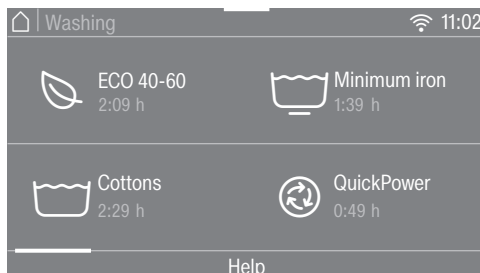 Washing 11:02
ECO 40-60 Minimum iron
2:09 h 1:39 h
Cottons QuickPower
2:29 h 0:49 h
Help